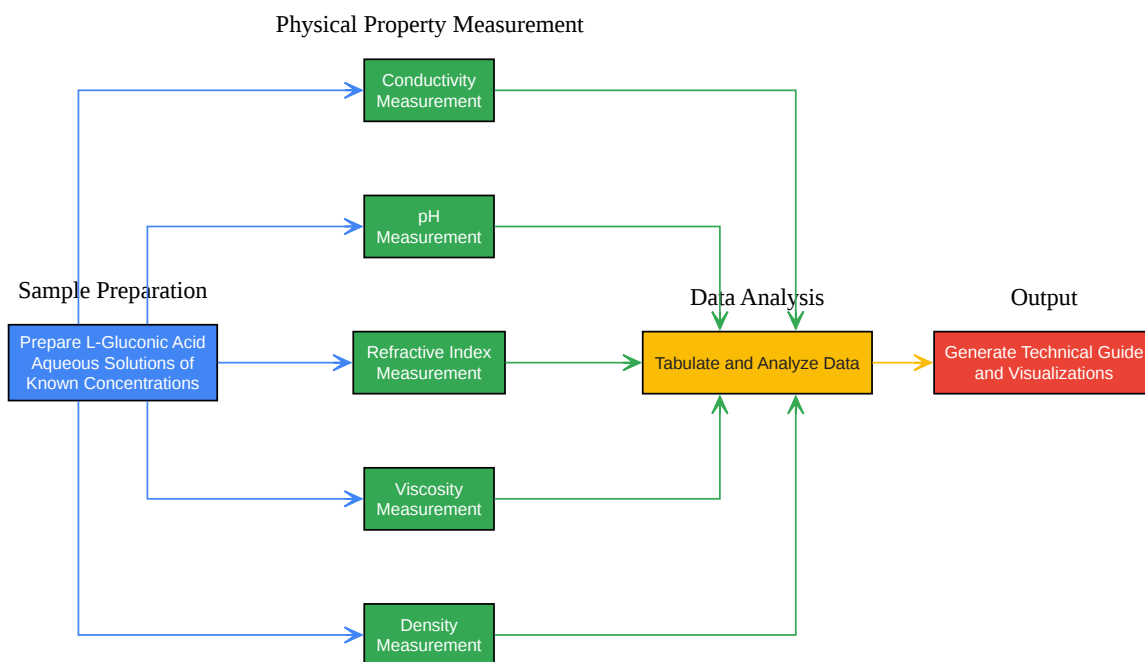 Physical Property Measurement
Conductivity
Measurement
pH
Measurement
Sample Preparation
Data Analysis
Output
Prepare L-Gluconic Acid
Aqueous Solutions of
Known Concentrations
Refractive Index
Measurement
Tabulate and Analyze Data
Generate Technical Guide
and Visualizations
Viscosity
Measurement
Density
Measurement